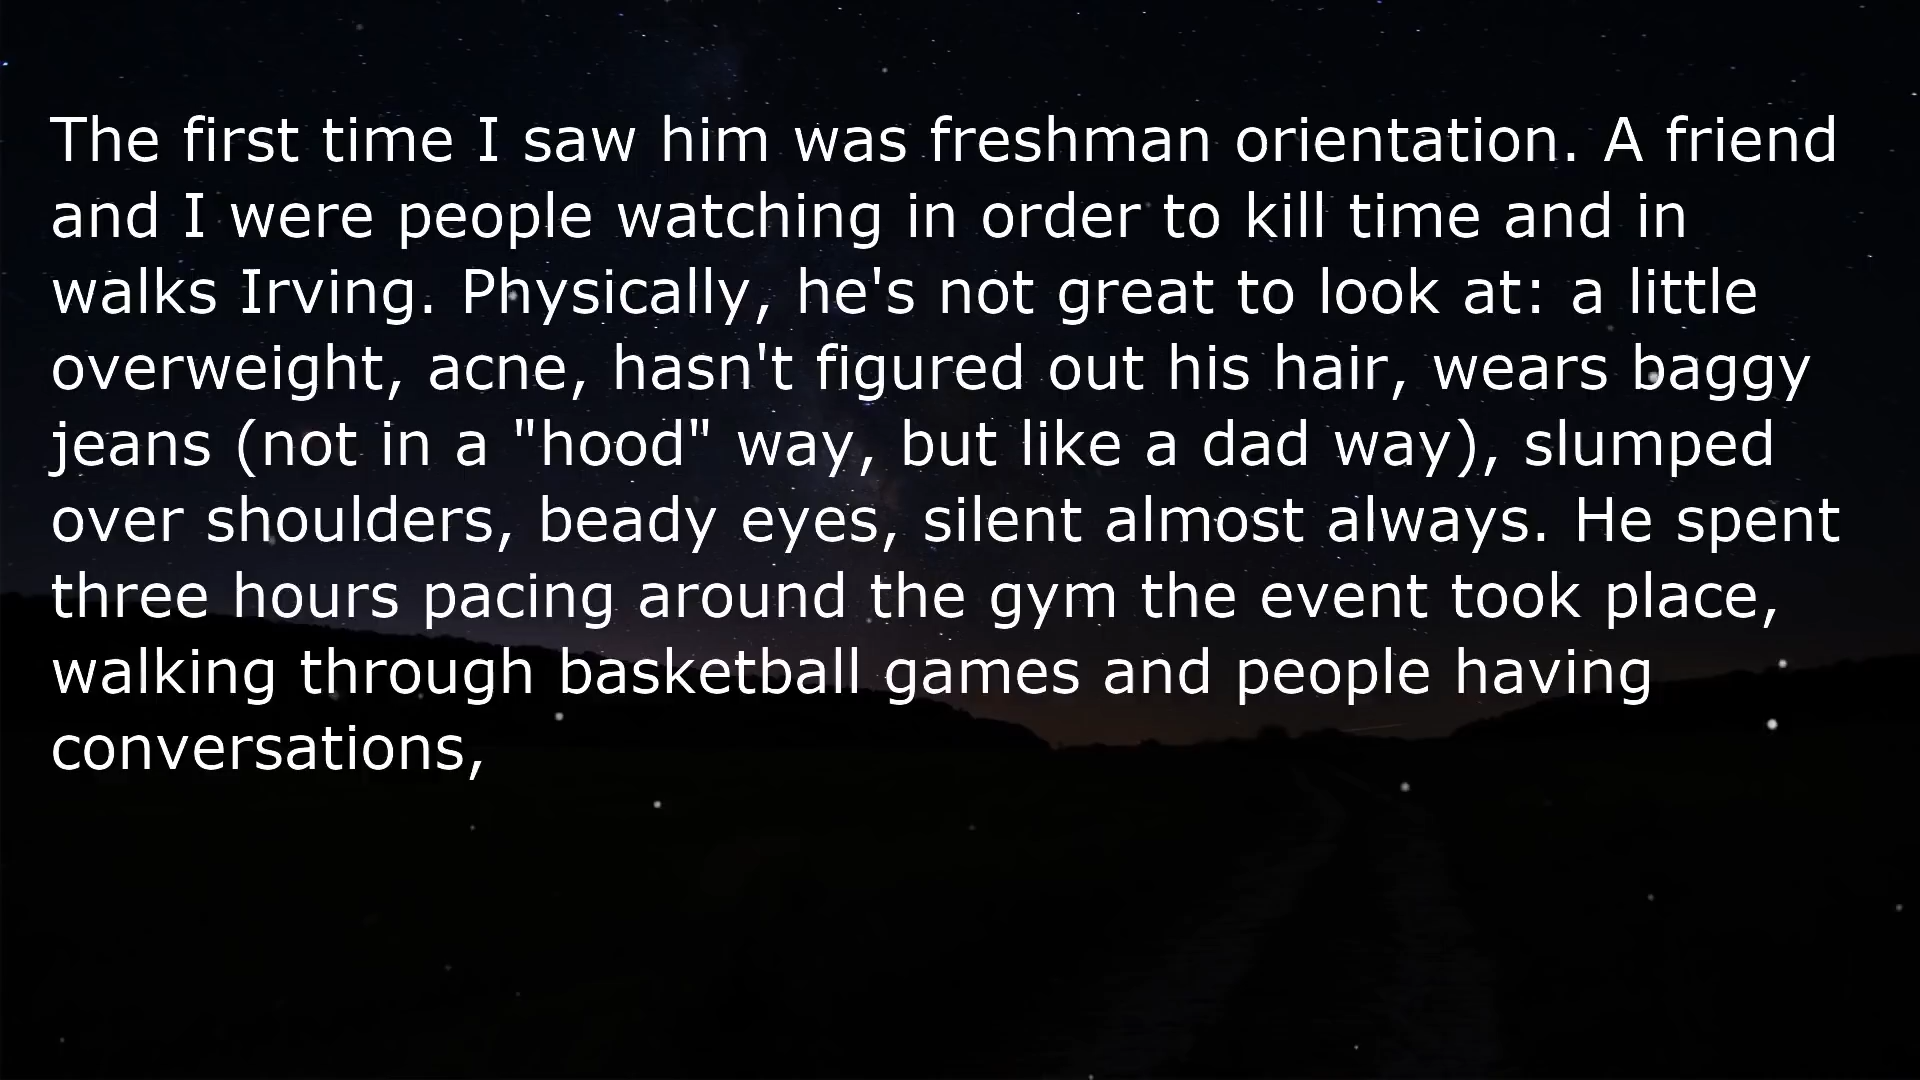 The first time I saw him was freshman orientation. A friend
and I were people watching in order to kill time and in
walks Irving. Physically, he's not great to look at: a little
overweight, acne, hasn't figured out his hair, wears baggy
jeans (not in a "hood" way, but like a dad way), slumped
over shoulders, beady eyes, silent almost always. He spent
three hours pacing around the gym the event took place,
walking through basketball games and people having
conversations,